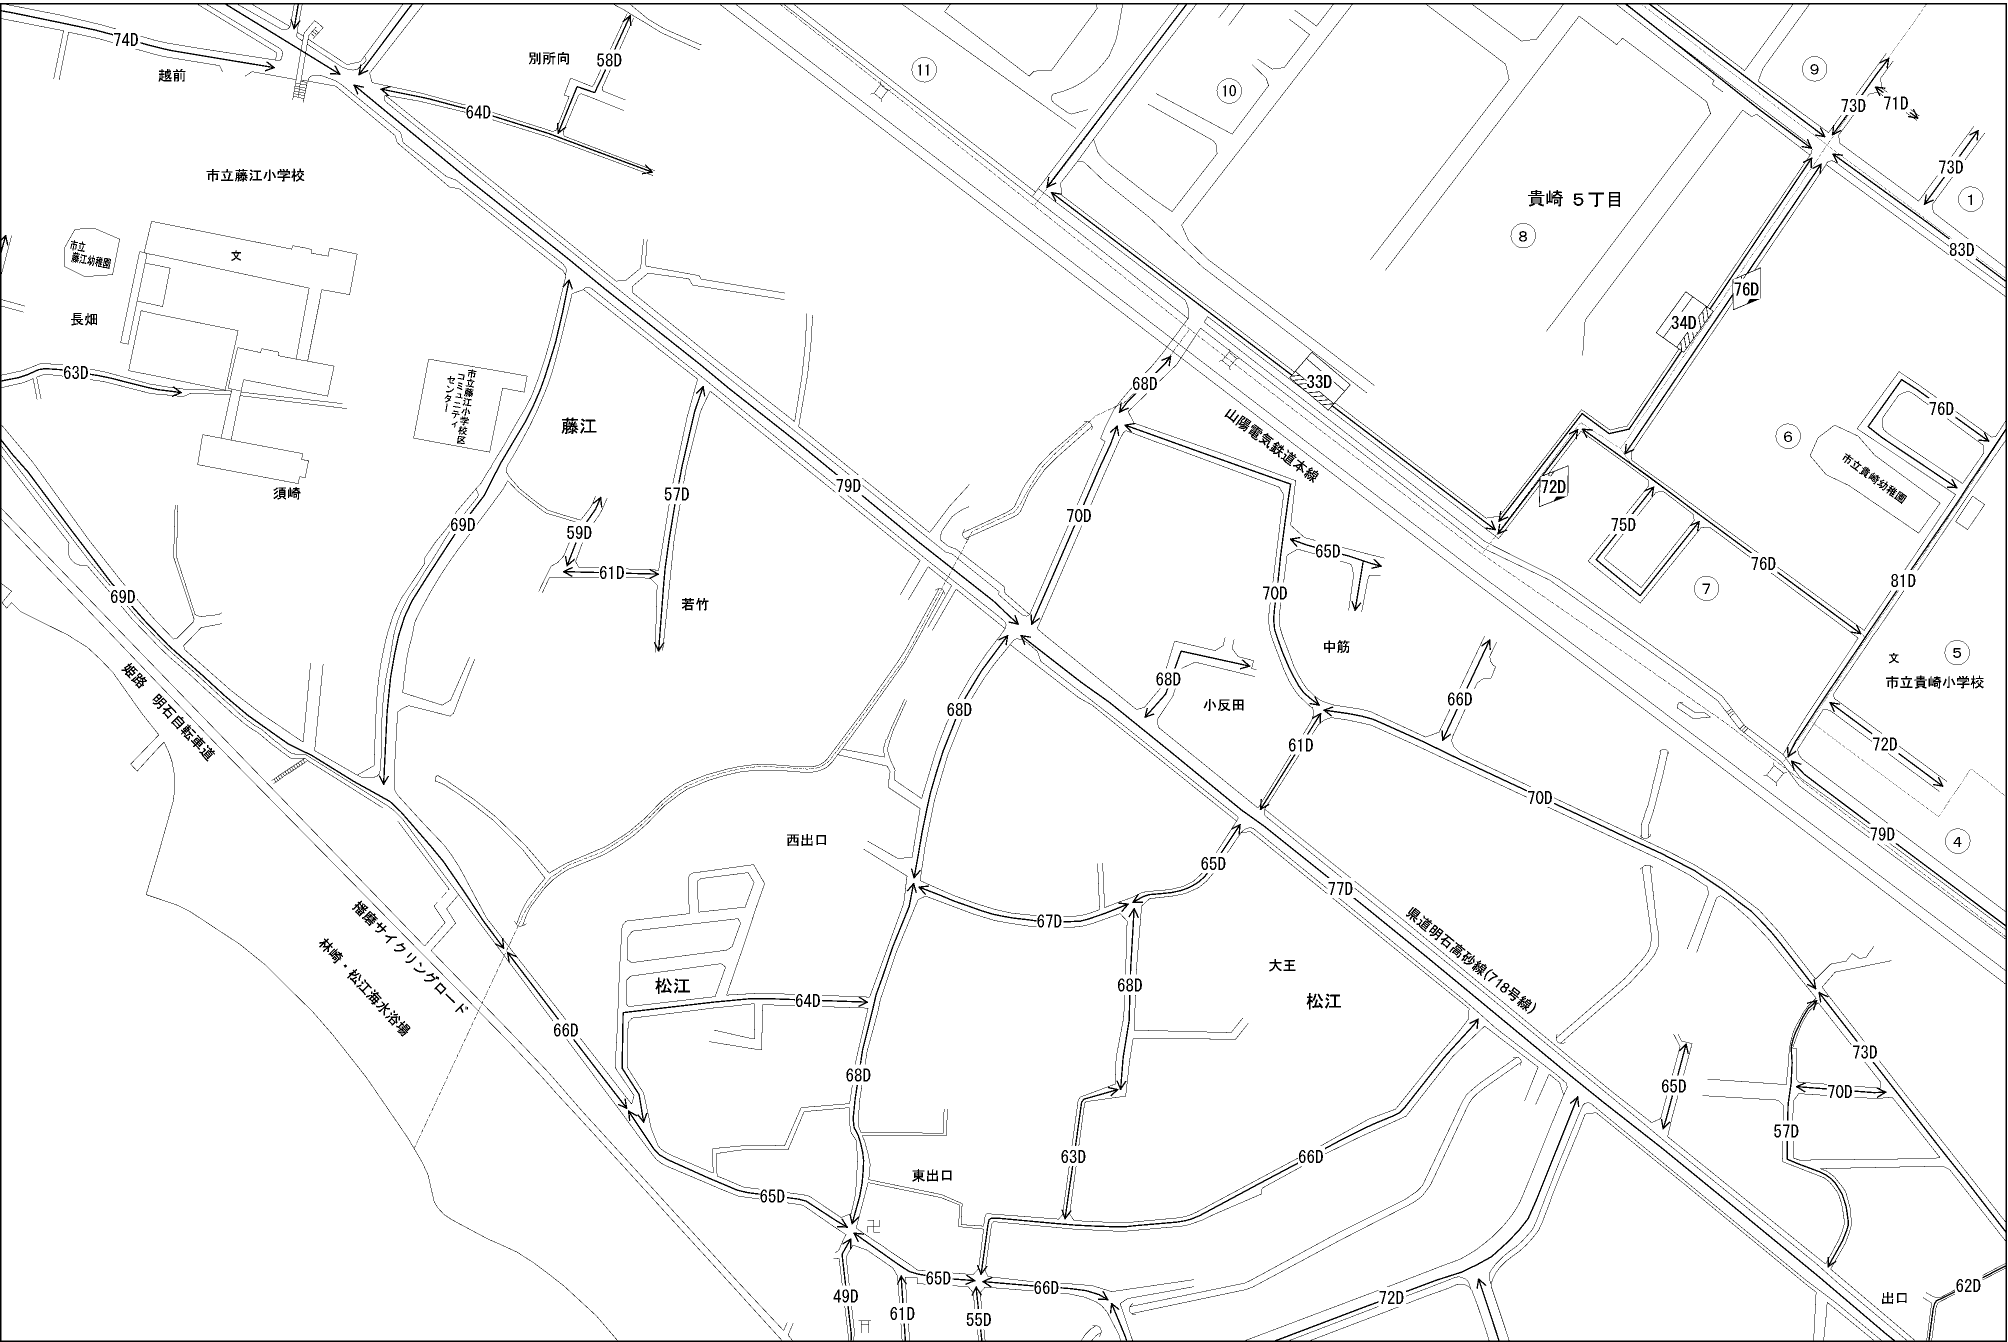 74D
越前
別所向
58D
64D
11
10
9
73D
71D
73D
1
83D
市立藤江小学校
貴崎 5丁目
8
市立
藤江幼稚園
文
長畑
63D
76D
34D
33D
68D
76D
6
市立貴崎幼稚園
市立藤江小学校区
コミュニティ
センター
藤江
山陽電気鉄道本線
須崎
57D
79D
69D
59D
61D
70D
72D
75D
65D
76D
7
81D
70D
69D
若竹
中筋
文
5
市立貴崎小学校
姫路 明石自転車道
68D
68D
小反田
66D
61D
72D
70D
79D
4
西出口
65D
77D
67D
県道明石高砂線(718号線)
播磨サイクリングロード
林崎・松江海水浴場
大王
松江
64D
68D
松江
66D
68D
73D
65D
70D
57D
63D
66D
東出口
65D
卍
65D
66D
49D
61D
55D
72D
出口
62D